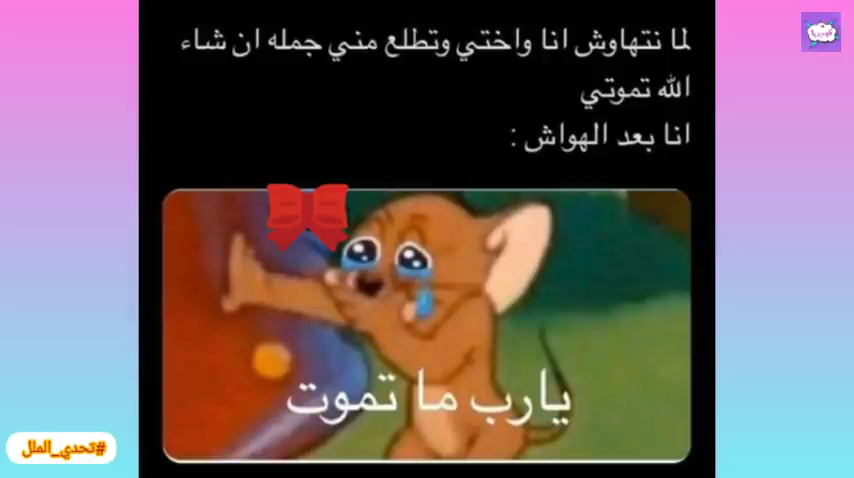 لما نتهاوش انا واختي وتطلع مني جمله ان شاء
الله تموتي
انا بعد الهواش :
يارب ما تموت
#تحدي_الملل